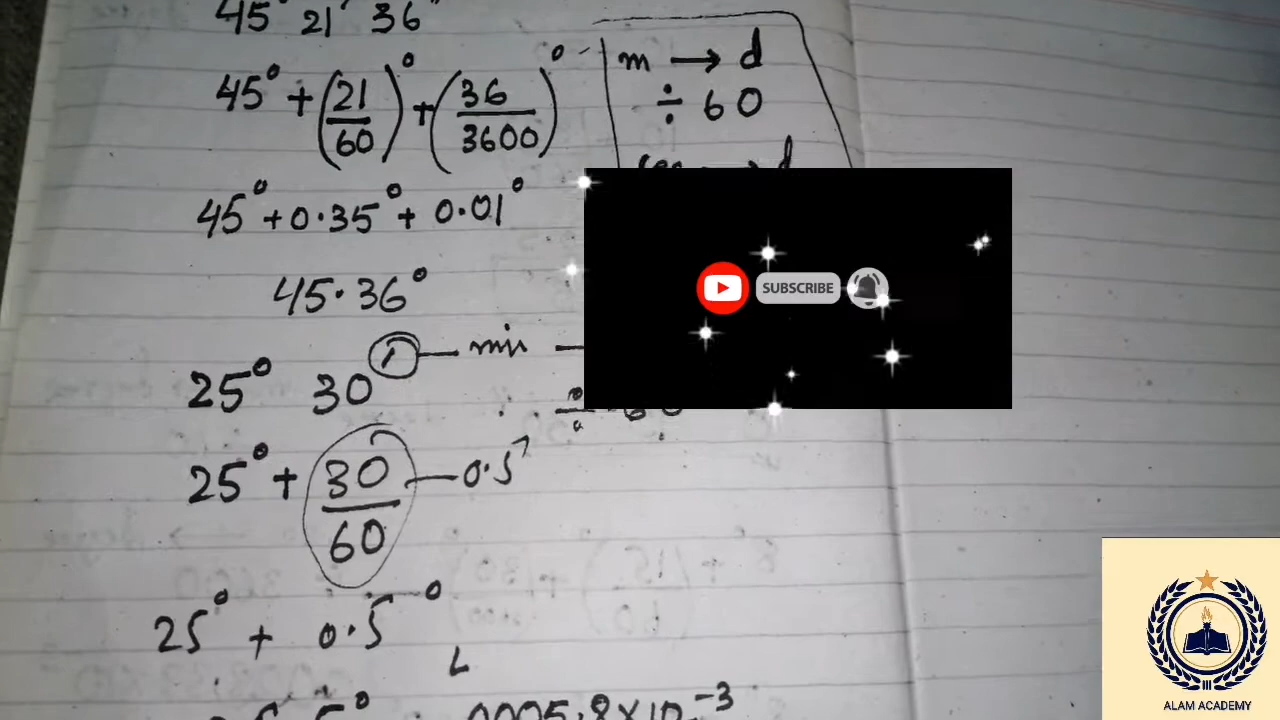 45° 21' 36"
45° + (21/60)° + (36/3600)°
m → d
÷ 60
45° + 0.35° + 0.01°
45.36°
SUBSCRIBE
25° 30' — min —
÷ 60
25° + 30/60 — 0.5
25° + 0.5°
ALAM ACADEMY